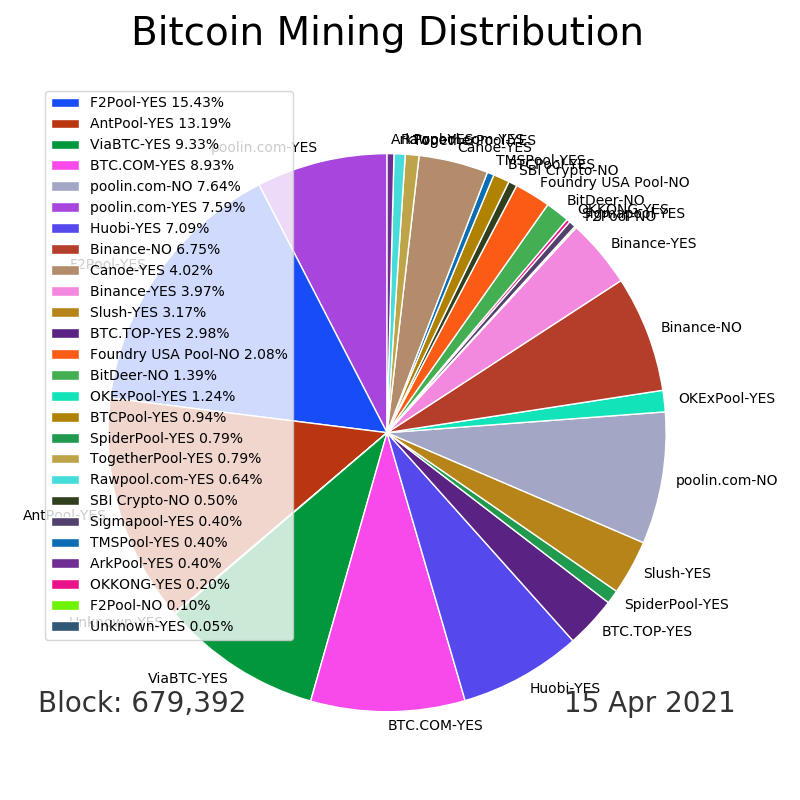 Bitcoin Mining Distribution
F2Pool-YES 15.43%
AntPool-YES 13.19%
ViaBTC-YES 9.33%
BTC.COM-YES 8.93%
poolin.com-NO 7.64%
poolin.com-YES 7.59%
Huobi-YES 7.09%
Binance-NO 6.75%
Canoe-YES 4.02%
Binance-YES 3.97%
Slush-YES 3.17%
BTC.TOP-YES 2.98%
Foundry USA Pool-NO 2.08%
BitDeer-NO 1.39%
OKExPool-YES 1.24%
BTCPool-YES 0.94%
SpiderPool-YES 0.79%
TogetherPool-YES 0.79%
Rawpool.com-YES 0.64%
SBI Crypto-NO 0.50%
Sigmapool-YES 0.40%
TMSPool-YES 0.40%
ArkPool-YES 0.40%
OKKONG-YES 0.20%
F2Pool-NO 0.10%
Unknown-YES 0.05%
ArkPool-YES
Rawpool.com-YES
TogetherPool-YES
Canoe-YES
TMSPool-YES
BTCPool-YES
SBI Crypto-NO
Foundry USA Pool-NO
BitDeer-NO
OKKONG-YES
Sigmapool-YES
F2Pool-NO
Binance-YES
Binance-NO
OKExPool-YES
poolin.com-NO
Slush-YES
SpiderPool-YES
BTC.TOP-YES
Huobi-YES
BTC.COM-YES
ViaBTC-YES
Unknown-YES
AntPool-YES
F2Pool-YES
poolin.com-YES
Block: 679,392
15 Apr 2021